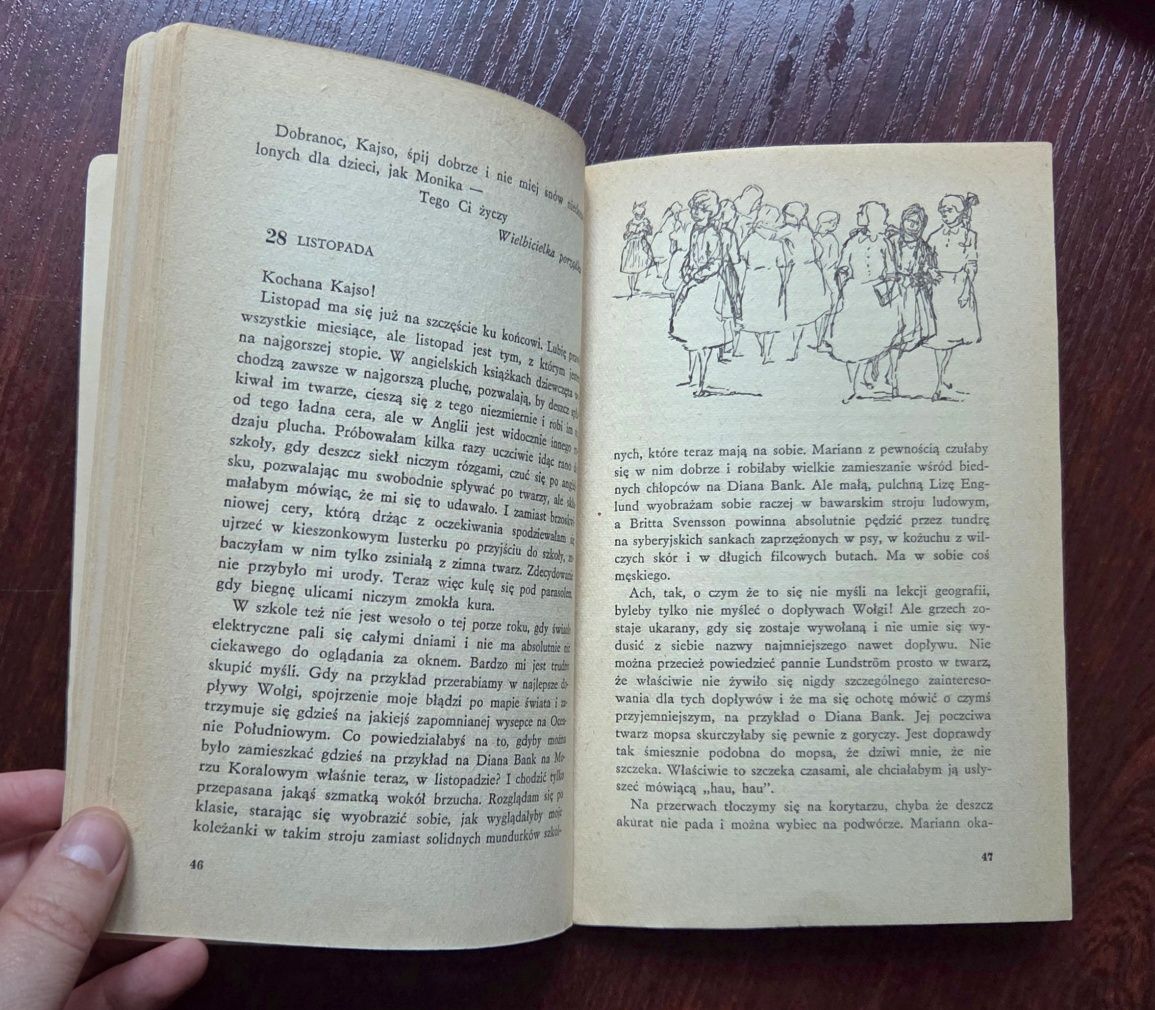 Dobranoc, Kajso, śpij dobrze i nie miej snów
lonych dla dzieci, jak Monika —
Tego Ci życzy
Wielbicielka
28 LISTOPADA
Kochana Kajso!
Listopad ma się już na szczęście ku końcowi. Lubię
wszystkie miesiące, ale listopad jest tym, z którym
na najgorszej stopie. W angielskich książkach dziewczęta
chodzą zawsze w najgorszą pluchę, pozwalają, by deszcz
kiwał im twarze, cieszą się z tego niezmiernie i robi im
od tego ładna cera, ale w Anglii jest widocznie innego
dzaju plucha. Próbowałam kilka razy uczciwie idąc rano
szkoły, gdy deszcz siekł niczym rózgami, czuć się po
sku, pozwalając mu swobodnie spływać po twarzy, ale
małabym mówiąc, że mi się to udawało. I zamiast
niowej cery, którą drżąc z oczekiwania spodziewałam
ujrzeć w kieszonkowym lusterku po przyjściu do szkoły,
baczyłam w nim tylko zsiniałą z zimna twarz. Zdecydowanie
nie przybyło mi urody. Teraz więc kulę się pod parasolem
gdy biegnę ulicami niczym zmokła kura.
W szkole też nie jest wesoło o tej porze roku, gdy światło
elektryczne pali się całymi dniami i nie ma absolutnie nic
ciekawego do oglądania za oknem. Bardzo mi jest trudno
skupić myśli. Gdy na przykład przerabiamy w najlepsze do-
pływy Wołgi, spojrzenie moje błądzi po mapie świata i za-
trzymuje się gdzieś na jakiejś zapomnianej wysepce na Ocea-
nie Południowym. Co powiedziałabyś na to, gdyby można
było zamieszkać gdzieś na przykład na Diana Bank na Mo-
rzu Koralowym właśnie teraz, w listopadzie? I chodzić tylko
przepasana jakąś szmatką wokół brzucha. Rozglądam się po
klasie, starając się wyobrazić sobie, jak wyglądałyby moje
koleżanki w takim stroju zamiast solidnych mundurków szkol-
46
nych, które teraz mają na sobie. Mariann z pewnością czułaby
się w nim dobrze i robiłaby wielkie zamieszanie wśród bied-
nych chłopców na Diana Bank. Ale małą, pulchną Lizę Eng-
lund wyobrażam sobie raczej w bawarskim stroju ludowym,
a Britta Svensson powinna absolutnie pędzić przez tundrę
na syberyjskich sankach zaprzężonych w psy, w kożuchu z wil-
czych skór i w długich filcowych butach. Ma w sobie coś
męskiego.
Ach, tak, o czym że to się nie myśli na lekcji geografii,
byleby tylko nie myśleć o dopływach Wołgi! Ale grzech zo-
staje ukarany, gdy się zostaje wywołaną i nie umie się wy-
dusić z siebie nazwy najmniejszego nawet dopływu. Nie
można przecież powiedzieć pannie Lundström prosto w twarz,
że właściwie nie żywiło się nigdy szczególnego zaintereso-
wania dla tych dopływów i że ma się ochotę mówić o czymś
przyjemniejszym, na przykład o Diana Bank. Jej poczciwa
twarz mopsa skurczyłaby się pewnie z goryczy. Jest doprawdy
tak śmiesznie podobna do mopsa, że dziwi mnie, że nie
szczeka. Właściwie to szczeka czasami, ale chciałabym ją usły-
szeć mówiącą „hau, hau”.
Na przerwach tłoczymy się na korytarzu, chyba że deszcz
akurat nie pada i można wybiec na podwórze. Mariann oka-
47